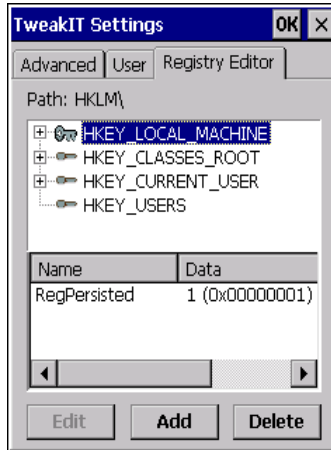 TweakIT Settings OK
Advanced User Registry Editor
Path: HKLM\
HKEY_LOCAL_MACHINE
HKEY_CLASSES_ROOT
HKEY_CURRENT_USER
HKEY_USERS
Name Data
RegPersisted 1 (0x00000001)
Edit Add Delete